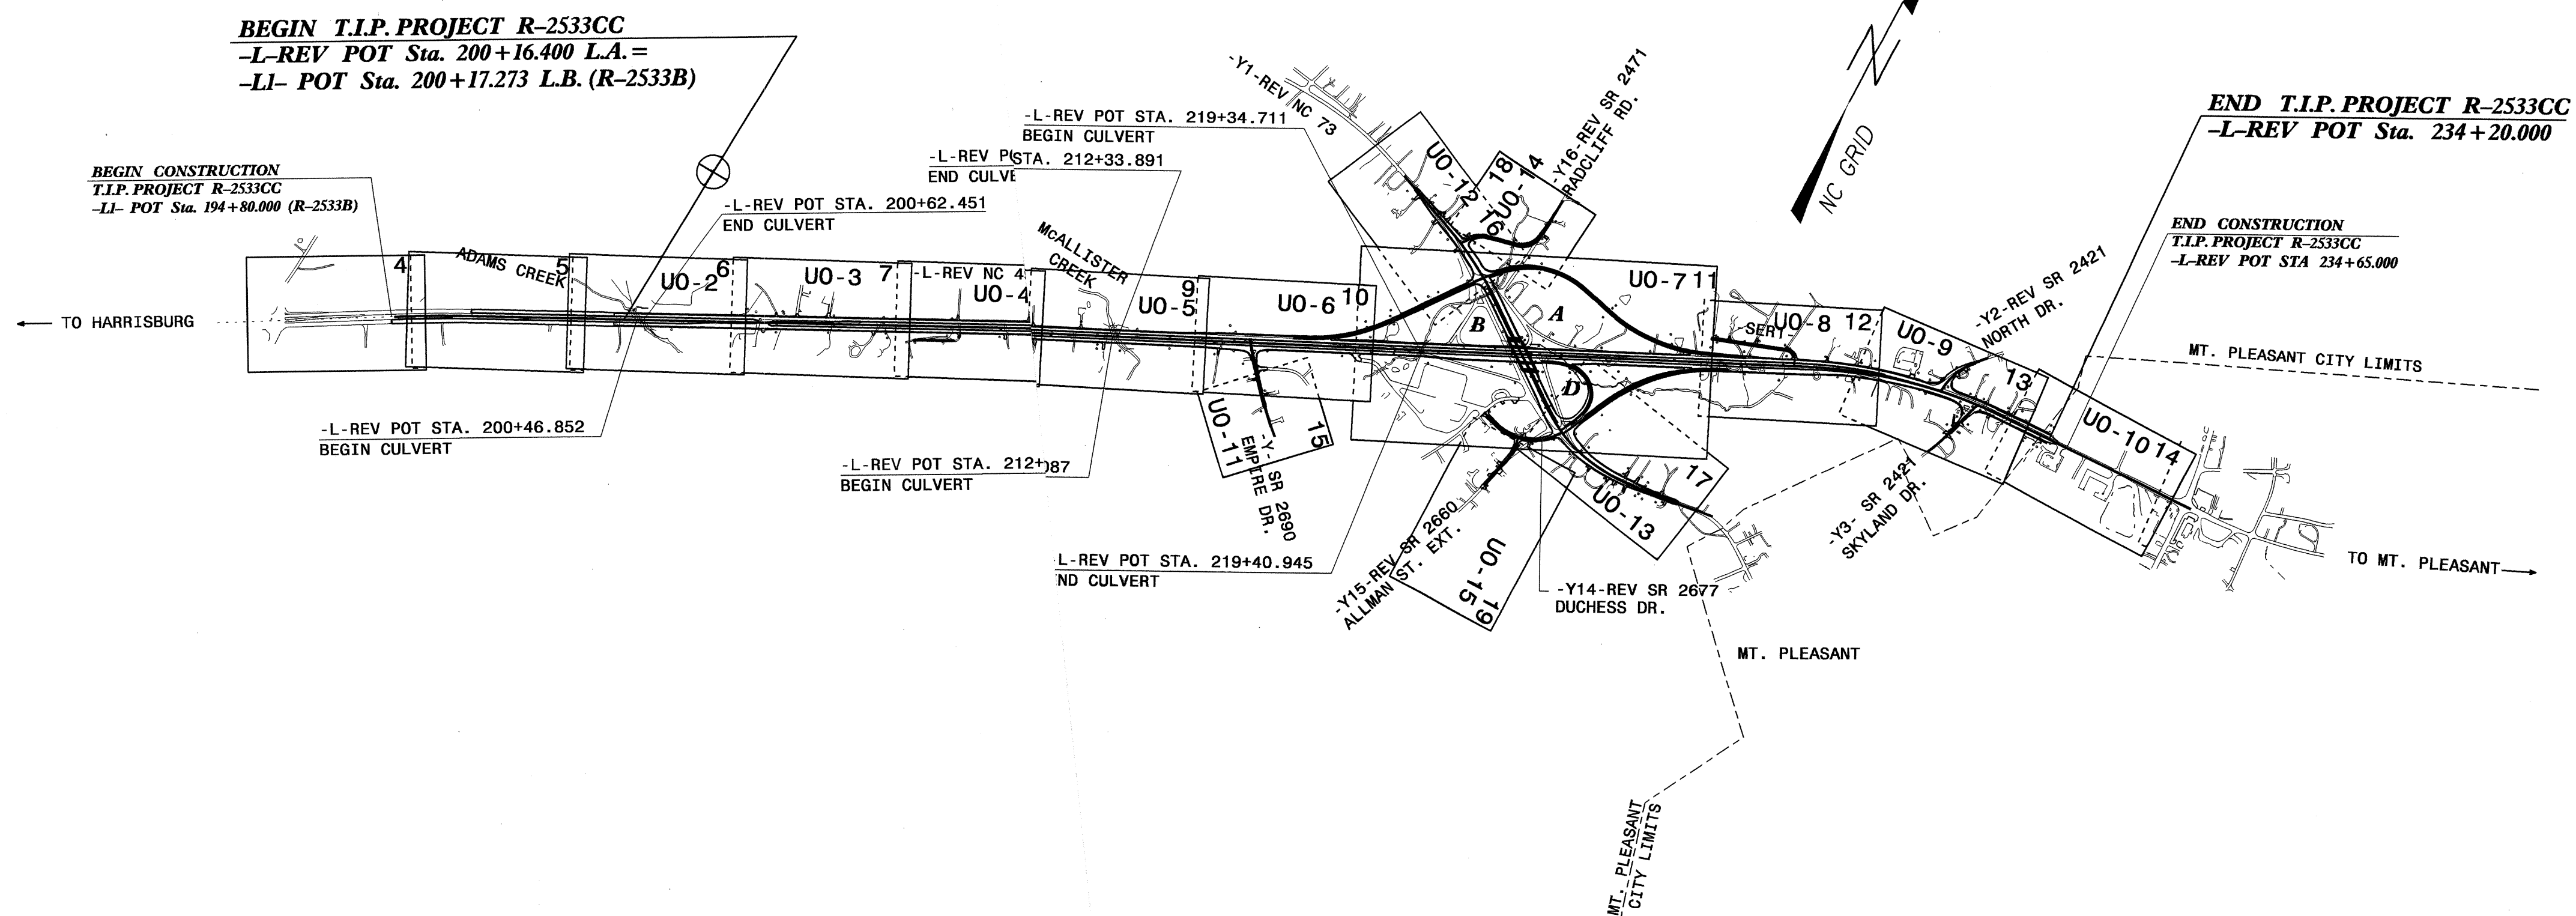 BEGIN T.I.P. PROJECT R–2533CC
–L–REV POT Sta. 200+16.400 L.A.=
–L1– POT Sta. 200+17.273 L.B. (R–2533B)
BEGIN CONSTRUCTION
T.I.P. PROJECT R–2533CC
–L1– POT Sta. 194+80.000 (R–2533B)
-L-REV POT STA. 200+62.451
END CULVERT
-L-REV PO
END CULVE
STA. 212+33.891
-L-REV POT STA. 219+34.711
BEGIN CULVERT
-Y1-REV NC 73
-Y16-REV SR 2471
RADCLIFF RD.
NC GRID
END T.I.P. PROJECT R–2533CC
–L–REV POT Sta. 234+20.000
END CONSTRUCTION
T.I.P. PROJECT R–2533CC
–L–REV POT STA 234+65.000
TO HARRISBURG
4
ADAMS CREEK
5
UO-2
6
UO-3
7
-L-REV NC 4
UO-4
McALLISTER
CREEK
UO-5
9
UO-6
10
UO-12
16
18
UO-14
UO-7
11
A
B
D
-SER1-
UO-8
12
UO-9
-Y2-REV SR 2421
NORTH DR.
13
MT. PLEASANT CITY LIMITS
UO-10
14
-L-REV POT STA. 200+46.852
BEGIN CULVERT
-L-REV POT STA. 212+
087
BEGIN CULVERT
UO-11
15
-Y- SR 2690
EMPIRE DR.
L-REV POT STA. 219+40.945
ND CULVERT
-Y15-REV SR 2660
ALLMAN ST. EXT.
UO-15
19
UO-13
17
-Y14-REV SR 2677
DUCHESS DR.
-Y3- SR 2421
SKYLAND DR.
TO MT. PLEASANT
MT. PLEASANT
MT. PLEASANT
CITY LIMITS